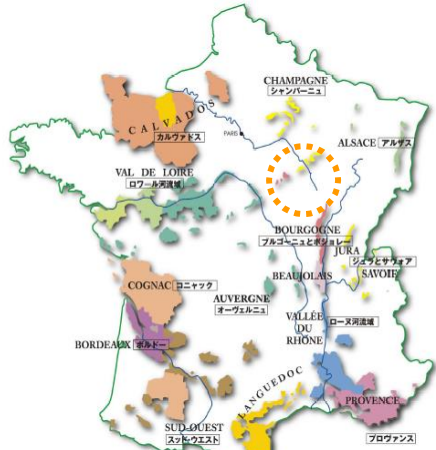 CHAMPAGNE
シャンパーニュ
CALVADOS
カルヴァドス
PARIS
ALSACE アルザス
VAL DE LOIRE
ロワール河流域
BOURGOGNE
ブルゴーニュとボジョレー
JURA
ジュラとサヴォア
SAVOIE
BEAUJOLAIS
COGNAC コニャック
AUVERGNE
オーヴェルニュ
VALLÉE
DU
RHÔNE
ローヌ河流域
BORDEAUX ボルドー
LANGUEDOC
PROVENCE
プロヴァンス
SUD-OUEST
スッド・ウエスト